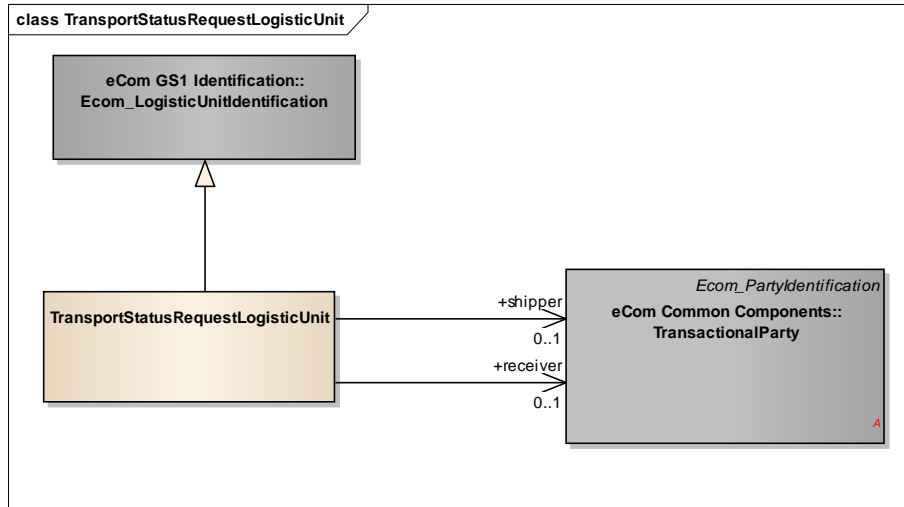 class TransportStatusRequestLogisticUnit
eCom GS1 Identification::
Ecom_LogisticUnitIdentification
Ecom_PartyIdentification
eCom Common Components::
TransactionalParty
TransportStatusRequestLogisticUnit
+shipper
0..1
+receiver
0..1
A